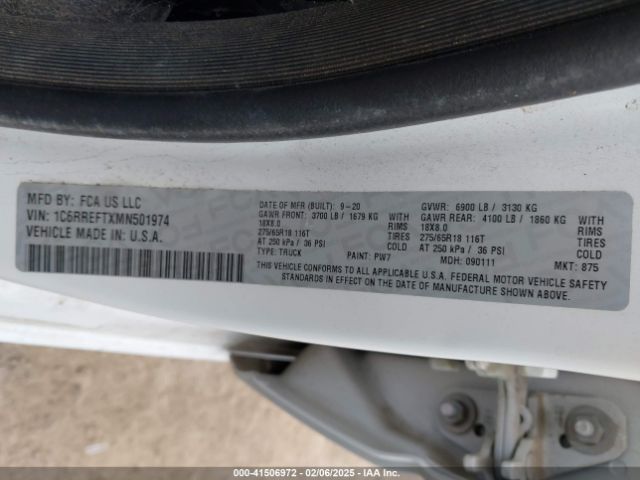 MFD BY: FCA US LLC
VIN: 1C6RREFTXMN501974
VEHICLE MADE IN: U.S.A.
DATE OF MFR (BUILT): 9-20
GAWR FRONT: 3700 LB / 1679 KG WITH
18X8.0 RIMS
275/65R18 116T TIRES
AT 250 kPa / 36 PSI COLD
TYPE: TRUCK PAINT: PW7
GVWR: 6900 LB / 3130 KG
GAWR REAR: 4100 LB / 1860 KG WITH
18X8.0 RIMS
275/65R18 116T TIRES
AT 250 kPa / 36 PSI COLD
MDH: 090111 MKT: 875
THIS VEHICLE CONFORMS TO ALL APPLICABLE U.S.A. FEDERAL MOTOR VEHICLE SAFETY
STANDARDS IN EFFECT ON THE DATE OF MANUFACTURE SHOWN ABOVE.
000-41506972 / 02/06/2025 - IAA Inc.